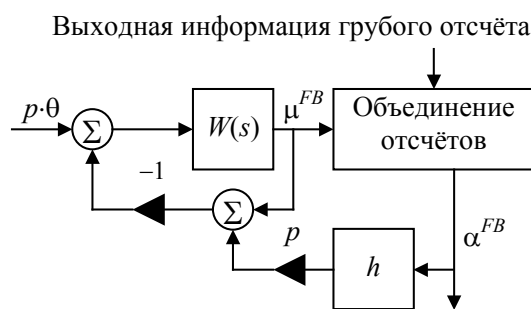 Выходная информация грубого отсчёта
p·θ
Σ
W(s)
μ^{FB}
Объединение
отсчётов
−1
Σ
p
h
α^{FB}